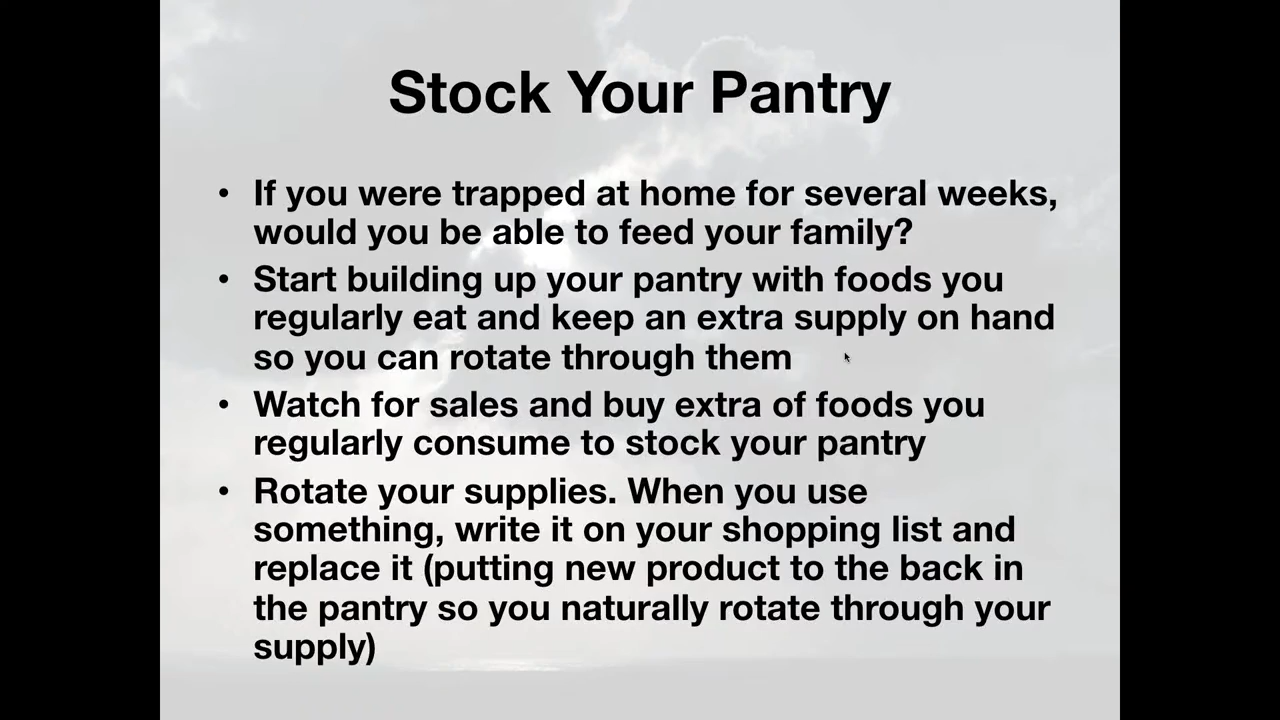 Stock Your Pantry
• If you were trapped at home for several weeks,
would you be able to feed your family?
• Start building up your pantry with foods you
regularly eat and keep an extra supply on hand
so you can rotate through them
• Watch for sales and buy extra of foods you
regularly consume to stock your pantry
• Rotate your supplies. When you use
something, write it on your shopping list and
replace it (putting new product to the back in
the pantry so you naturally rotate through your
supply)